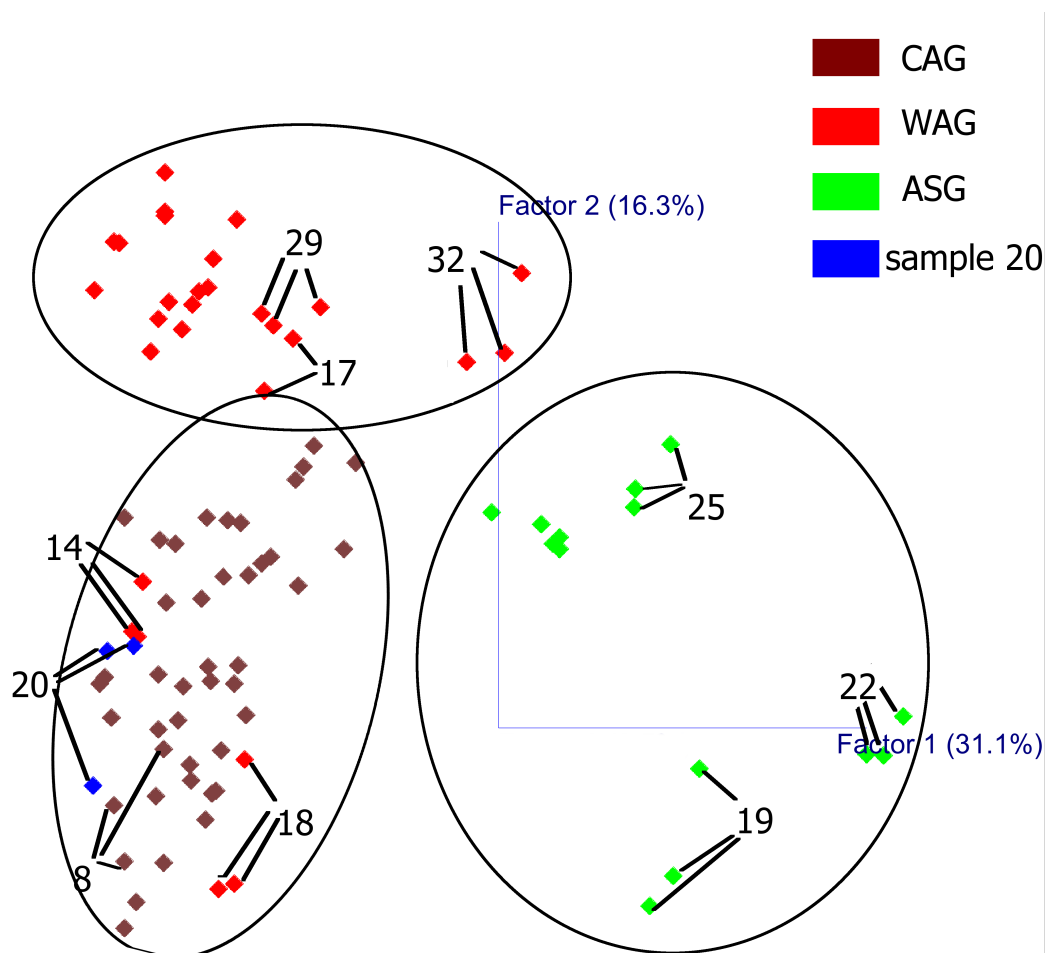 CAG
WAG
ASG
sample 20
Factor 2 (16.3%)
29
32
17
25
14
20
22
Factor 1 (31.1%)
19
18
8